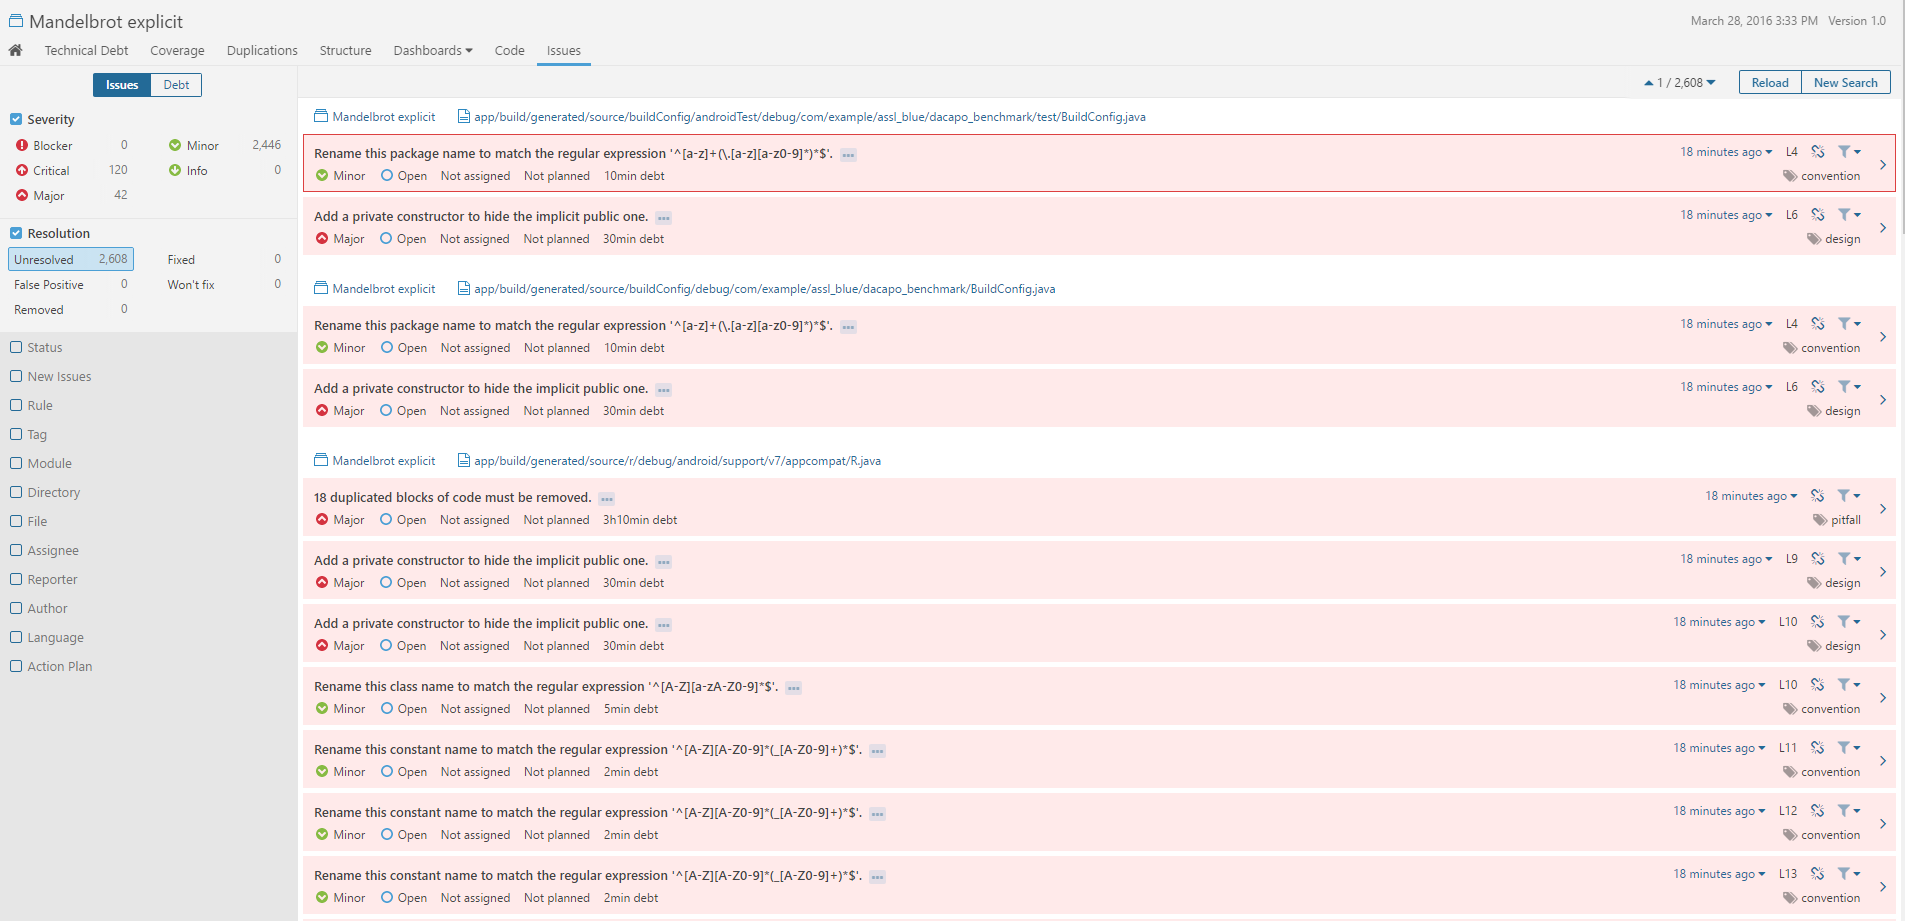 Mandelbrot explicit
March 28, 2016 3:33 PM Version 1.0
Technical Debt Coverage Duplications Structure Dashboards Code Issues
Issues Debt
1 / 2,608 Reload New Search
Severity
Blocker 0 Minor 2,446
Critical 120 Info 0
Major 42
Resolution
Unresolved 2,608 Fixed 0
False Positive 0 Won't fix 0
Removed 0
Status
New Issues
Rule
Tag
Module
Directory
File
Assignee
Reporter
Author
Language
Action Plan
Mandelbrot explicit app/build/generated/source/buildConfig/androidTest/debug/com/example/assl_blue/dacapo_benchmark/test/BuildConfig.java
Rename this package name to match the regular expression '^[a-z]+(\.[a-z][a-z0-9]*)*$'. 18 minutes ago L4
Minor Open Not assigned Not planned 10min debt convention
Add a private constructor to hide the implicit public one. 18 minutes ago L6
Major Open Not assigned Not planned 30min debt design
Mandelbrot explicit app/build/generated/source/buildConfig/debug/com/example/assl_blue/dacapo_benchmark/BuildConfig.java
Rename this package name to match the regular expression '^[a-z]+(\.[a-z][a-z0-9]*)*$'. 18 minutes ago L4
Minor Open Not assigned Not planned 10min debt convention
Add a private constructor to hide the implicit public one. 18 minutes ago L6
Major Open Not assigned Not planned 30min debt design
Mandelbrot explicit app/build/generated/source/r/debug/android/support/v7/appcompat/R.java
18 duplicated blocks of code must be removed. 18 minutes ago
Major Open Not assigned Not planned 3h10min debt pitfall
Add a private constructor to hide the implicit public one. 18 minutes ago L9
Major Open Not assigned Not planned 30min debt design
Add a private constructor to hide the implicit public one. 18 minutes ago L10
Major Open Not assigned Not planned 30min debt design
Rename this class name to match the regular expression '^[A-Z][a-zA-Z0-9]*$'. 18 minutes ago L10
Minor Open Not assigned Not planned 5min debt convention
Rename this constant name to match the regular expression '^[A-Z][A-Z0-9]*(_[A-Z0-9]+)*$'. 18 minutes ago L11
Minor Open Not assigned Not planned 2min debt convention
Rename this constant name to match the regular expression '^[A-Z][A-Z0-9]*(_[A-Z0-9]+)*$'. 18 minutes ago L12
Minor Open Not assigned Not planned 2min debt convention
Rename this constant name to match the regular expression '^[A-Z][A-Z0-9]*(_[A-Z0-9]+)*$'. 18 minutes ago L13
Minor Open Not assigned Not planned 2min debt convention